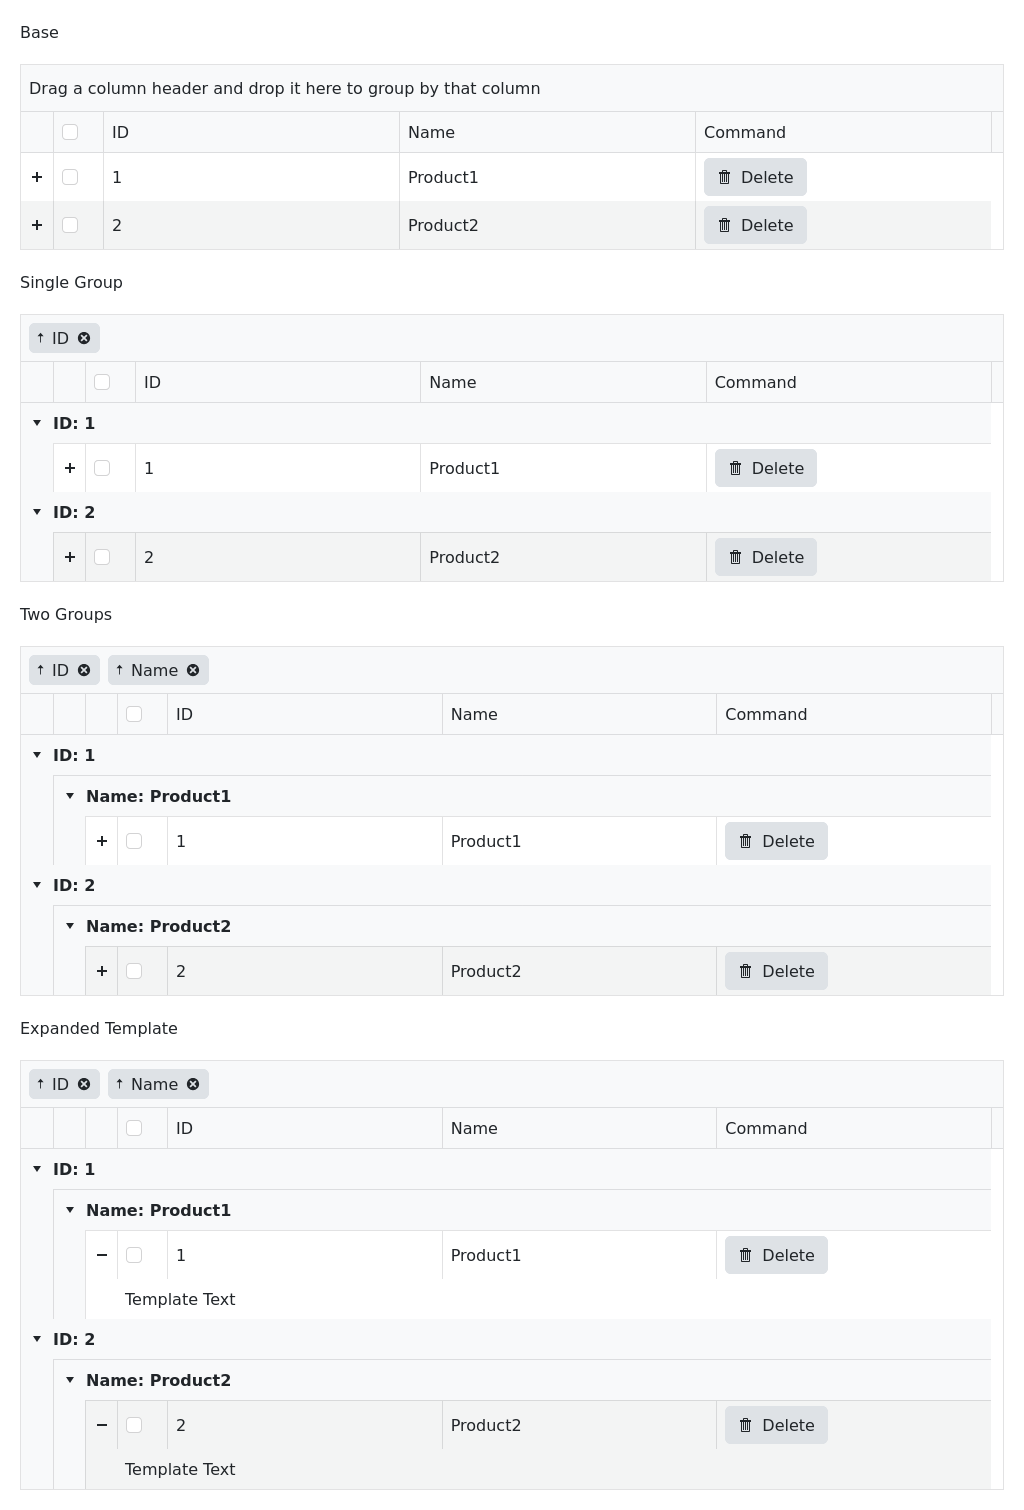 Base
Drag a column header and drop it here to group by that column
ID Name Command
1 Product1 Delete
2 Product2 Delete
Single Group
ID
ID Name Command
ID: 1
1 Product1 Delete
ID: 2
2 Product2 Delete
Two Groups
ID Name
ID Name Command
ID: 1
Name: Product1
1 Product1 Delete
ID: 2
Name: Product2
2 Product2 Delete
Expanded Template
ID Name
ID Name Command
ID: 1
Name: Product1
1 Product1 Delete
Template Text
ID: 2
Name: Product2
2 Product2 Delete
Template Text